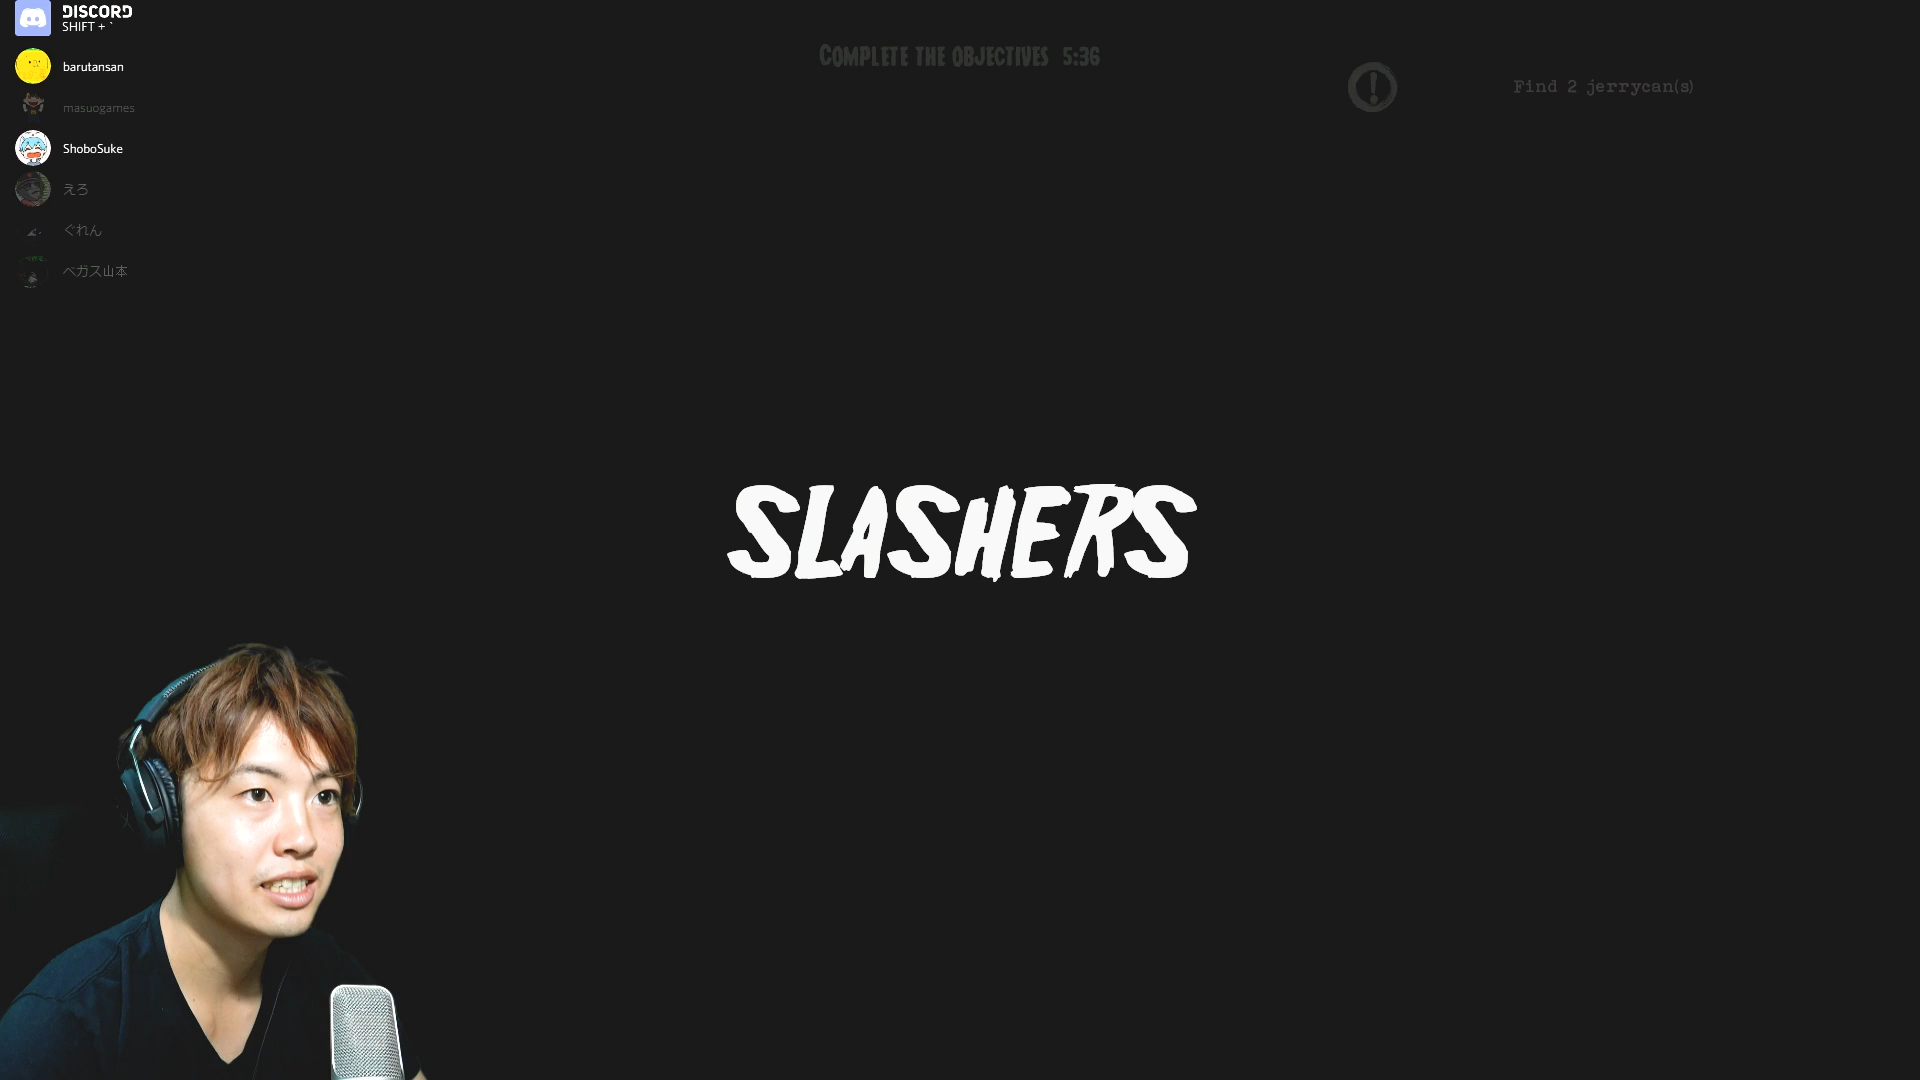 DISCORD
SHIFT + `
barutansan
masuogames
ShoboSuke
えろ
ぐれん
ベガス山本
COMPLETE THE OBJECTIVES 5:36
Find 2 jerrycan(s)
SLASHERS